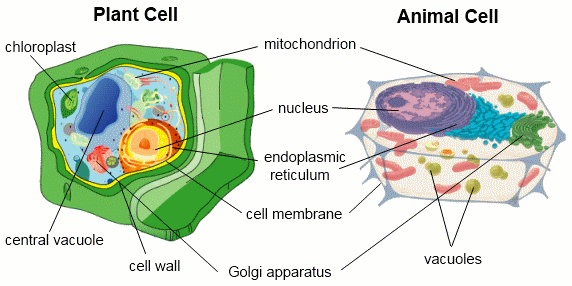 Plant Cell
Animal Cell
chloroplast
mitochondrion
nucleus
endoplasmic
reticulum
cell membrane
central vacuole
cell wall
Golgi apparatus
vacuoles